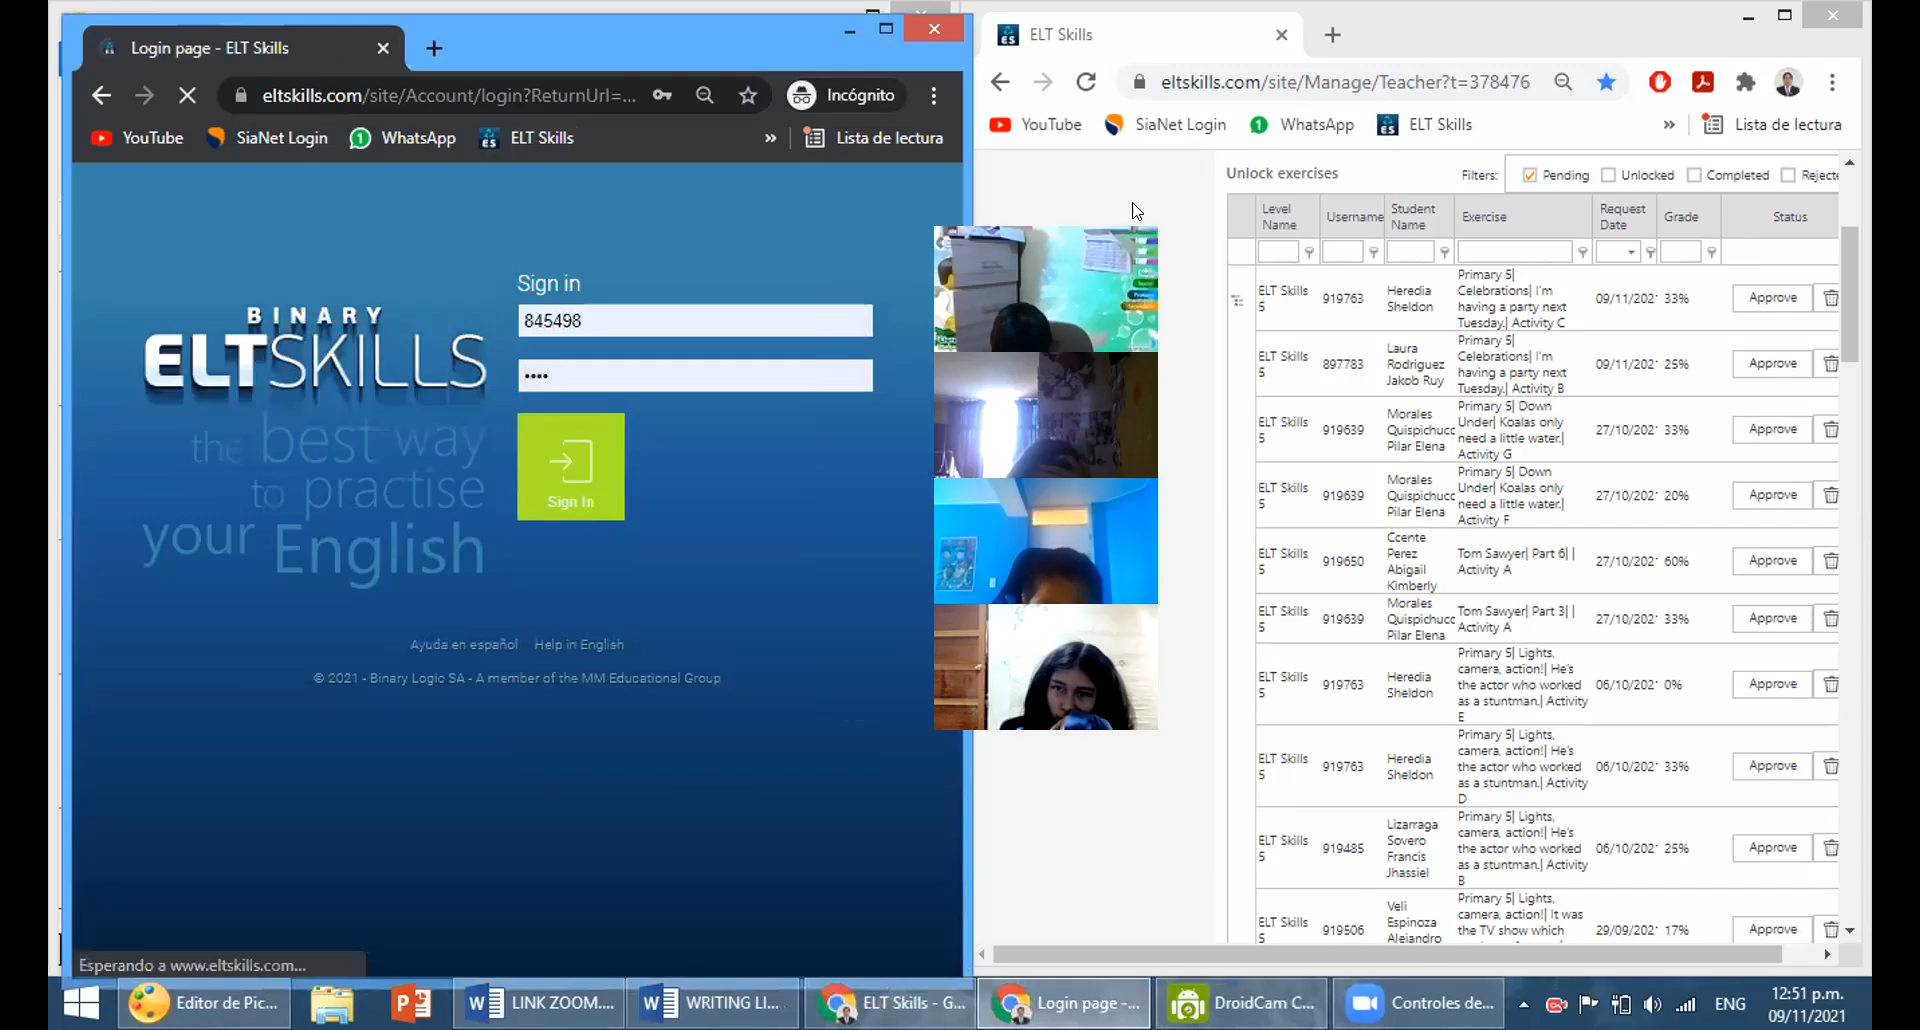 Login page - ELT Skills
eltskills.com/site/Account/login?ReturnUrl=...
Incógnito
YouTube
SiaNet Login
WhatsApp
ELT Skills
»
Lista de lectura
BINARY
ELTSKILLS
the best way
to practise
your English
Sign in
845498
••••
Sign In
Ayuda en español Help in English
© 2021 - Binary Logic SA - A member of the MM Educational Group
Esperando a www.eltskills.com...
ELT Skills
eltskills.com/site/Manage/Teacher?t=378476
YouTube
SiaNet Login
WhatsApp
ELT Skills
»
Lista de lectura
Unlock exercises
Filters:
Pending
Unlocked
Completed
Rejecte
Level
Name
Username
Student
Name
Exercise
Request
Date
Grade
Status
ELT Skills
5
919763
Heredia
Sheldon
Primary 5|
Celebrations| I'm
having a party next
Tuesday.| Activity C
09/11/202
33%
Approve
ELT Skills
5
897783
Laura
Rodriguez
Jakob Ruy
Primary 5|
Celebrations| I'm
having a party next
Tuesday.| Activity B
09/11/202
25%
Approve
ELT Skills
5
919639
Morales
Quispichucc
Pilar Elena
Primary 5| Down
Under| Koalas only
need a little water.|
Activity G
27/10/202
33%
Approve
ELT Skills
5
919639
Morales
Quispichucc
Pilar Elena
Primary 5| Down
Under| Koalas only
need a little water.|
Activity F
27/10/202
20%
Approve
ELT Skills
5
919650
Ccente
Perez
Abigail
Kimberly
Tom Sawyer| Part 6| |
Activity A
27/10/202
60%
Approve
ELT Skills
5
919639
Morales
Quispichucc
Pilar Elena
Tom Sawyer| Part 3| |
Activity A
27/10/202
33%
Approve
ELT Skills
5
919763
Heredia
Sheldon
Primary 5| Lights,
camera, action!| He's
the actor who worked
as a stuntman.| Activity
E
06/10/202
0%
Approve
ELT Skills
5
919763
Heredia
Sheldon
Primary 5| Lights,
camera, action!| He's
the actor who worked
as a stuntman.| Activity
D
06/10/202
33%
Approve
ELT Skills
5
919485
Lizarraga
Sovero
Francis
Jhassiel
Primary 5| Lights,
camera, action!| He's
the actor who worked
as a stuntman.| Activity
B
06/10/202
25%
Approve
ELT Skills
5
919506
Veli
Espinoza
Alejandro
Primary 5| Lights,
camera, action!| It was
the TV show which
29/09/202
17%
Approve
Editor de Pic...
LINK ZOOM....
WRITING LI...
ELT Skills - G...
Login page -...
DroidCam C...
Controles de...
ENG
12:51 p.m.
09/11/2021